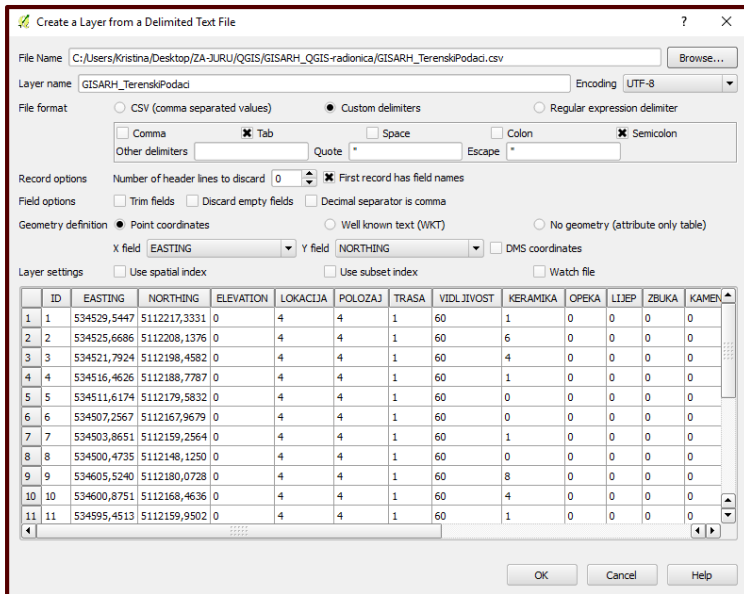 Create a Layer from a Delimited Text File ?
File Name C:/Users/Kristina/Desktop/ZA-JURU/QGIS/GISARH_QGIS-radionica/GISARH_TerenskiPodaci.csv Browse...
Layer name GISARH_TerenskiPodaci Encoding UTF-8
File format CSV (comma separated values) Custom delimiters Regular expression delimiter
Comma Tab Space Colon Semicolon
Other delimiters Quote " Escape "
Record options Number of header lines to discard 0 First record has field names
Field options Trim fields Discard empty fields Decimal separator is comma
Geometry definition Point coordinates Well known text (WKT) No geometry (attribute only table)
X field EASTING Y field NORTHING DMS coordinates
Layer settings Use spatial index Use subset index Watch file
ID EASTING NORTHING ELEVATION LOKACIJA POLOZAJ TRASA VIDLJIVOST KERAMIKA OPEKA LIJEP ZBUKA KAMEN
1 1 534529,5447 5112217,3331 0 4 4 1 60 1 0 0 0 0
2 2 534525,6686 5112208,1376 0 4 4 1 60 6 0 0 0 0
3 3 534521,7924 5112198,4582 0 4 4 1 60 4 0 0 0 0
4 4 534516,4626 5112188,7787 0 4 4 1 60 1 0 0 0 0
5 5 534511,6174 5112179,5832 0 4 4 1 60 0 0 0 0 0
6 6 534507,2567 5112167,9679 0 4 4 1 60 0 0 0 0 0
7 7 534503,8651 5112159,2564 0 4 4 1 60 1 0 0 0 0
8 8 534500,4735 5112148,1250 0 4 4 1 60 0 0 0 0 0
9 9 534605,5240 5112180,0728 0 4 4 1 60 8 0 0 0 0
10 10 534600,8751 5112168,4636 0 4 4 1 60 4 0 0 0 0
11 11 534595,4513 5112159,9502 0 4 4 1 60 1 0 0 0 0
OK Cancel Help